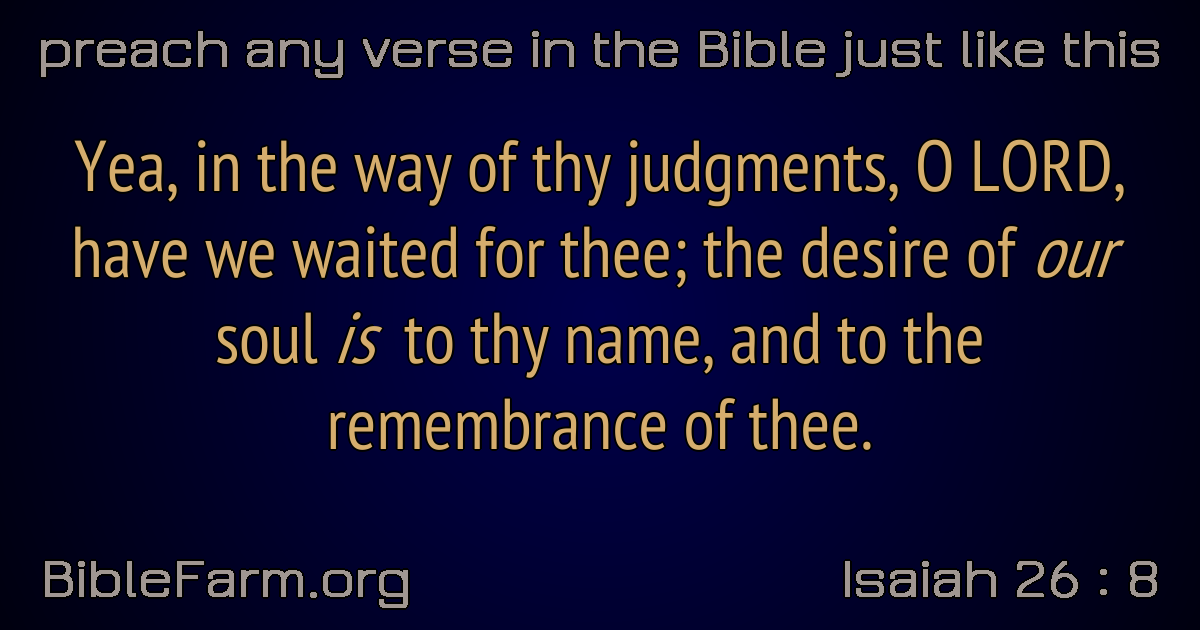 preach any verse in the Bible just like this
Yea, in the way of thy judgments, O LORD,
have we waited for thee; the desire of our
soul is to thy name, and to the
remembrance of thee.
BibleFarm.org
Isaiah 26 : 8